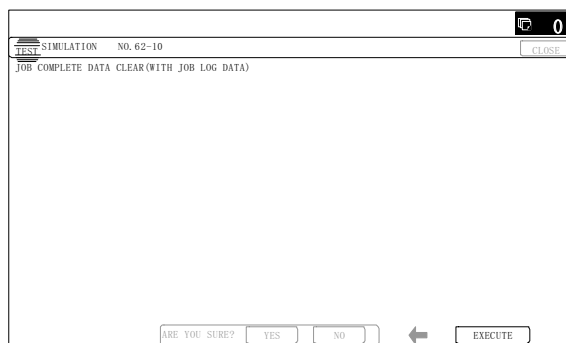 0
TEST SIMULATION NO.62-10 CLOSE
JOB COMPLETE DATA CLEAR(WITH JOB LOG DATA)
ARE YOU SURE? YES NO EXECUTE